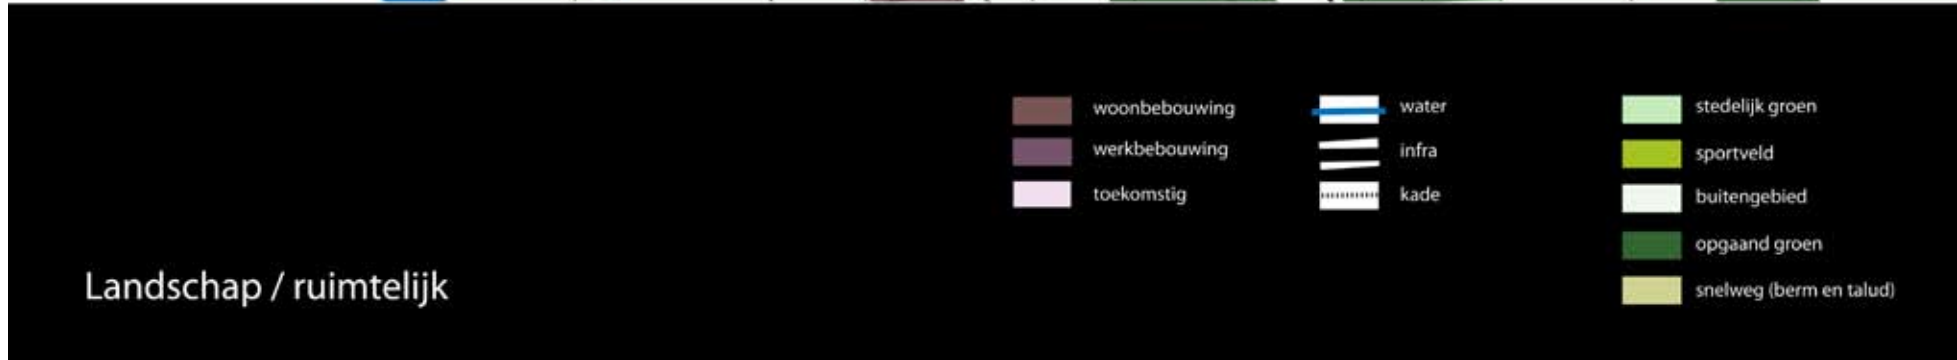 woonbebouwing
werkbebouwing
toekomstig
water
infra
kade
stedelijk groen
sportveld
buitengebied
opgaand groen
snelweg (berm en talud)
Landschap / ruimtelijk